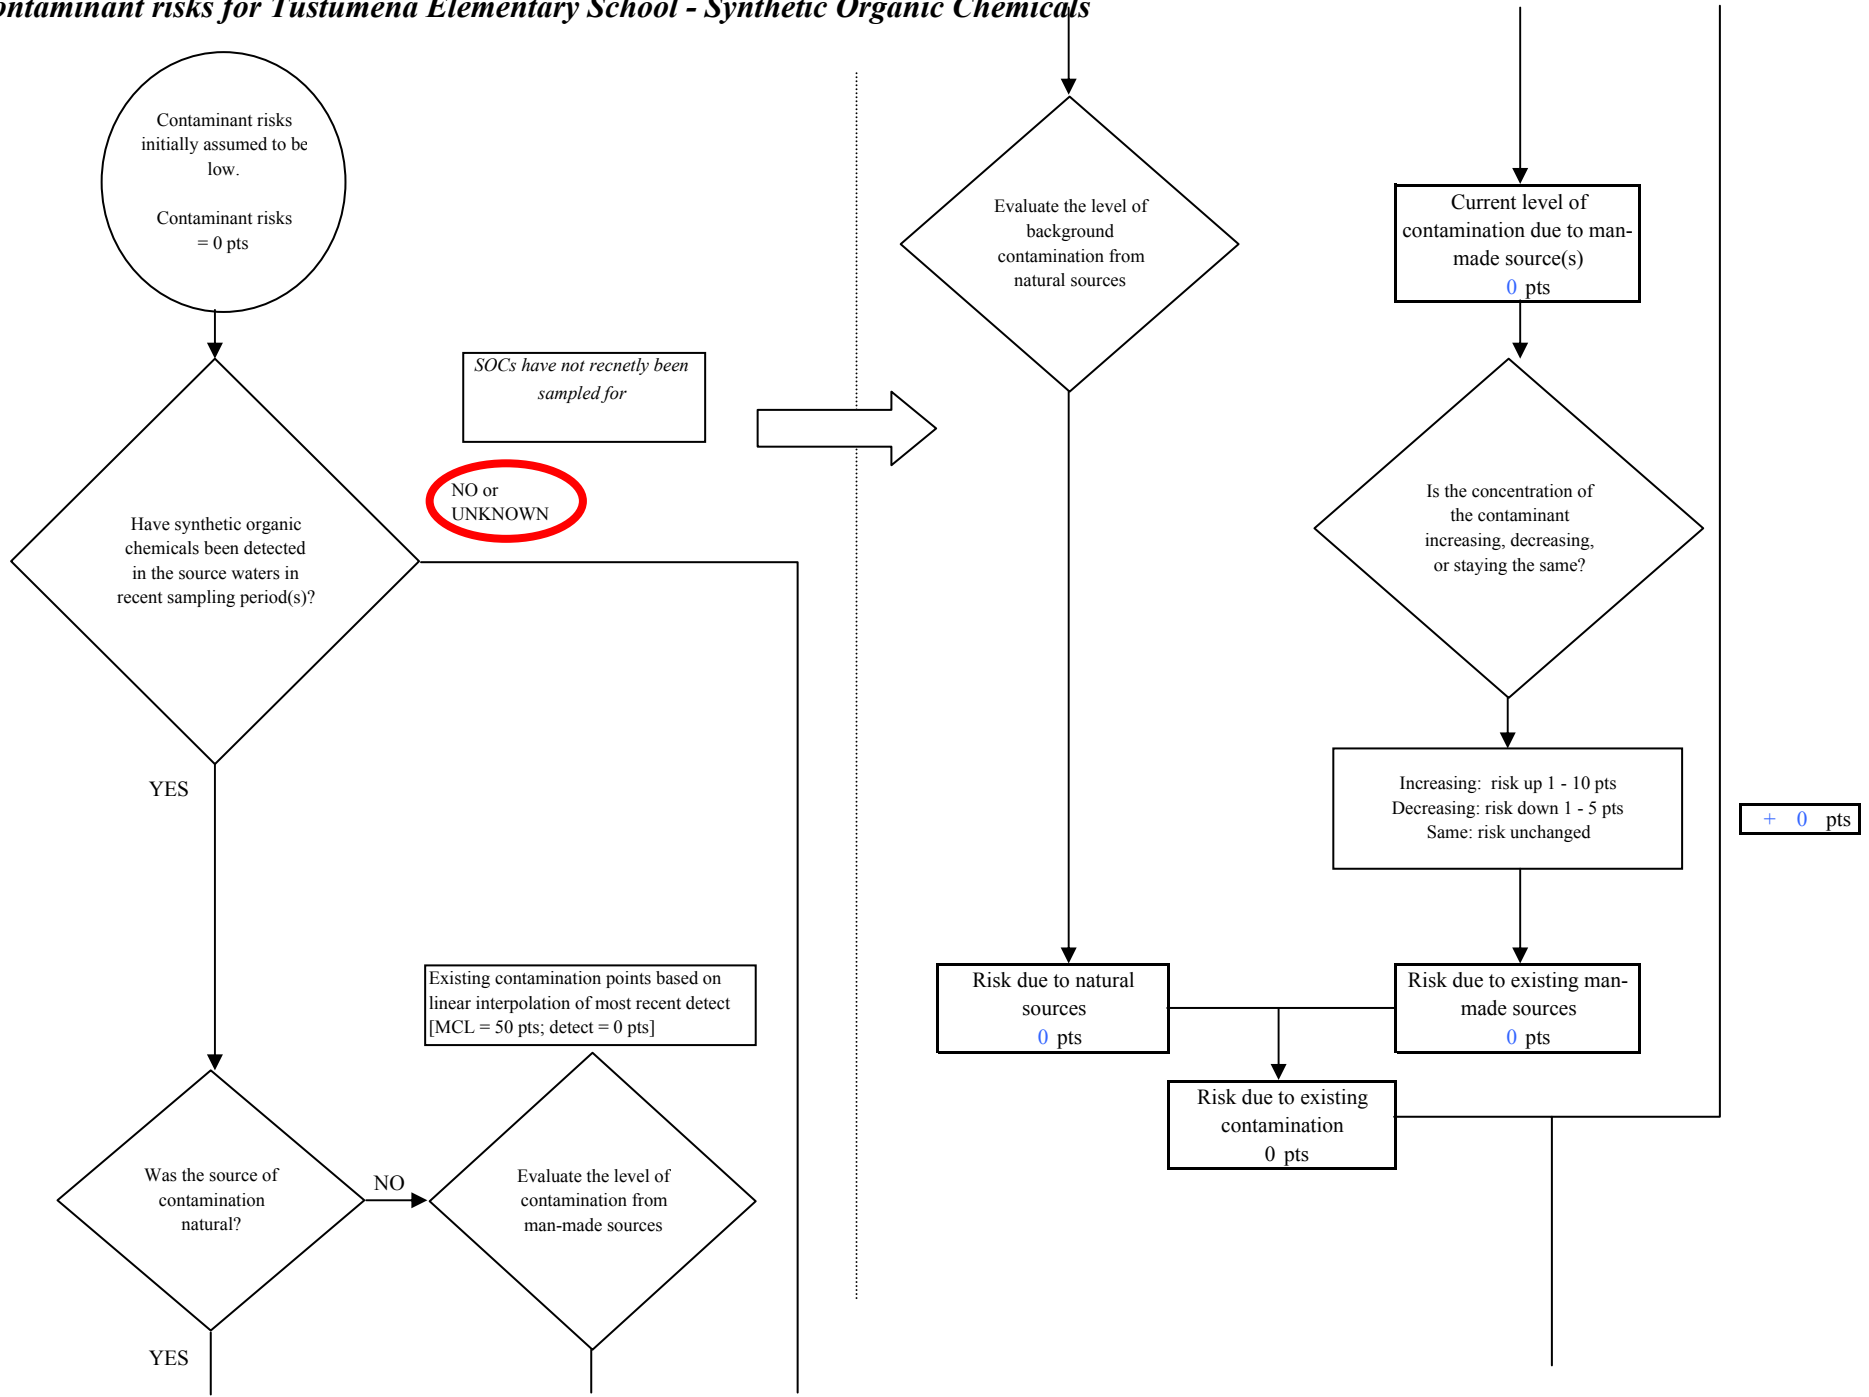 ontaminant risks for Tustumena Elementary School - Synthetic Organic Chemicals
Contaminant risks
initially assumed to be
low.
Contaminant risks
= 0 pts
SOCs have not recnetly been
sampled for
NO or
UNKNOWN
Have synthetic organic
chemicals been detected
in the source waters in
recent sampling period(s)?
YES
Existing contamination points based on
linear interpolation of most recent detect
[MCL = 50 pts; detect = 0 pts]
Was the source of
contamination
natural?
NO
Evaluate the level of
contamination from
man-made sources
YES
Evaluate the level of
background
contamination from
natural sources
Current level of
contamination due to man-
made source(s)
0 pts
Is the concentration of
the contaminant
increasing, decreasing,
or staying the same?
Increasing: risk up 1 - 10 pts
Decreasing: risk down 1 - 5 pts
Same: risk unchanged
+ 0 pts
Risk due to natural
sources
0 pts
Risk due to existing man-
made sources
0 pts
Risk due to existing
contamination
0 pts